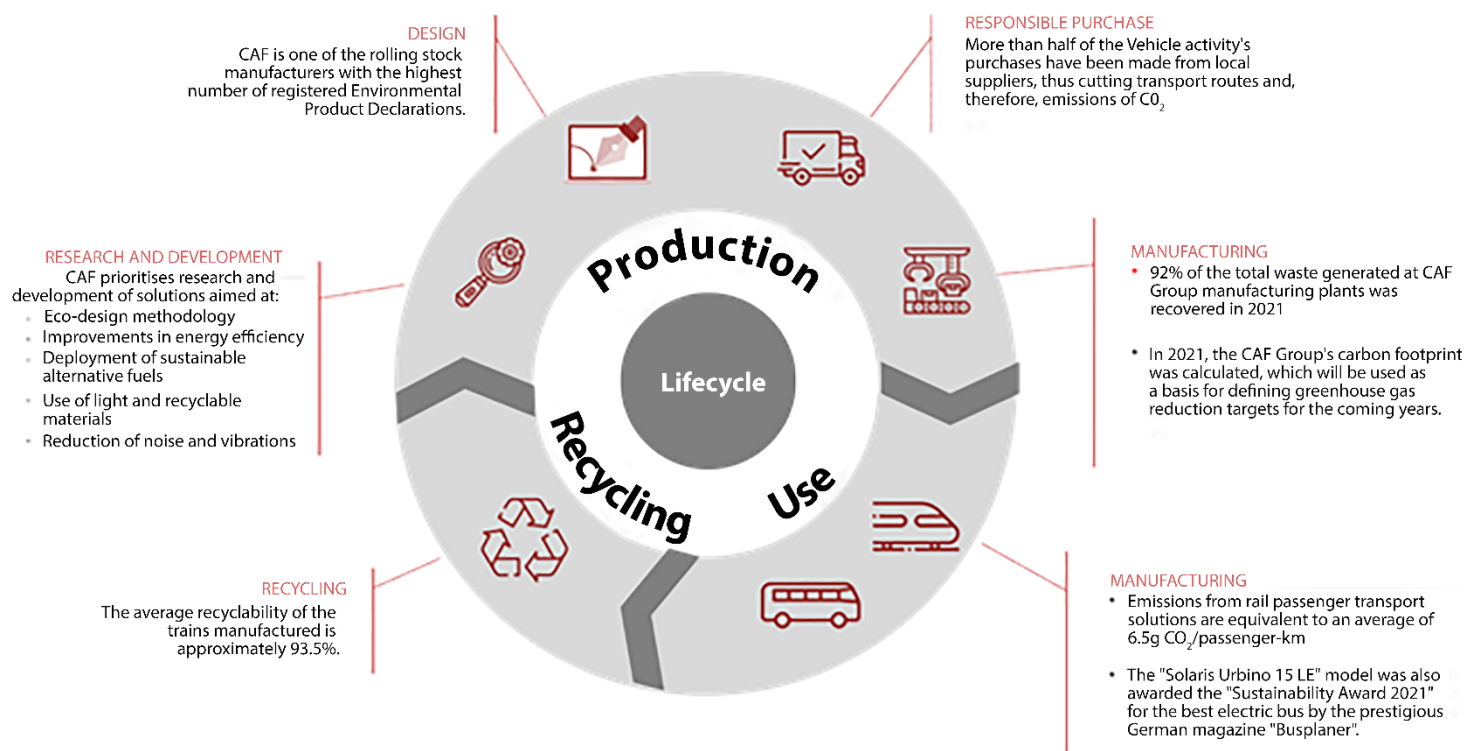 DESIGN
CAF is one of the rolling stock
manufacturers with the highest
number of registered Environmental
Product Declarations.
RESPONSIBLE PURCHASE
More than half of the Vehicle activity's
purchases have been made from local
suppliers, thus cutting transport routes and,
therefore, emissions of C0₂
RESEARCH AND DEVELOPMENT
CAF prioritises research and
development of solutions aimed at:
• Eco-design methodology
• Improvements in energy efficiency
• Deployment of sustainable
alternative fuels
• Use of light and recyclable
materials
• Reduction of noise and vibrations
Production
Lifecycle
Recycling
Use
MANUFACTURING
• 92% of the total waste generated at CAF
Group manufacturing plants was
recovered in 2021
• In 2021, the CAF Group's carbon footprint
was calculated, which will be used as
a basis for defining greenhouse gas
reduction targets for the coming years.
RECYCLING
The average recyclability of the
trains manufactured is
approximately 93.5%.
MANUFACTURING
• Emissions from rail passenger transport
solutions are equivalent to an average of
6.5g CO₂/passenger-km
• The "Solaris Urbino 15 LE" model was also
awarded the "Sustainability Award 2021"
for the best electric bus by the prestigious
German magazine "Busplaner".